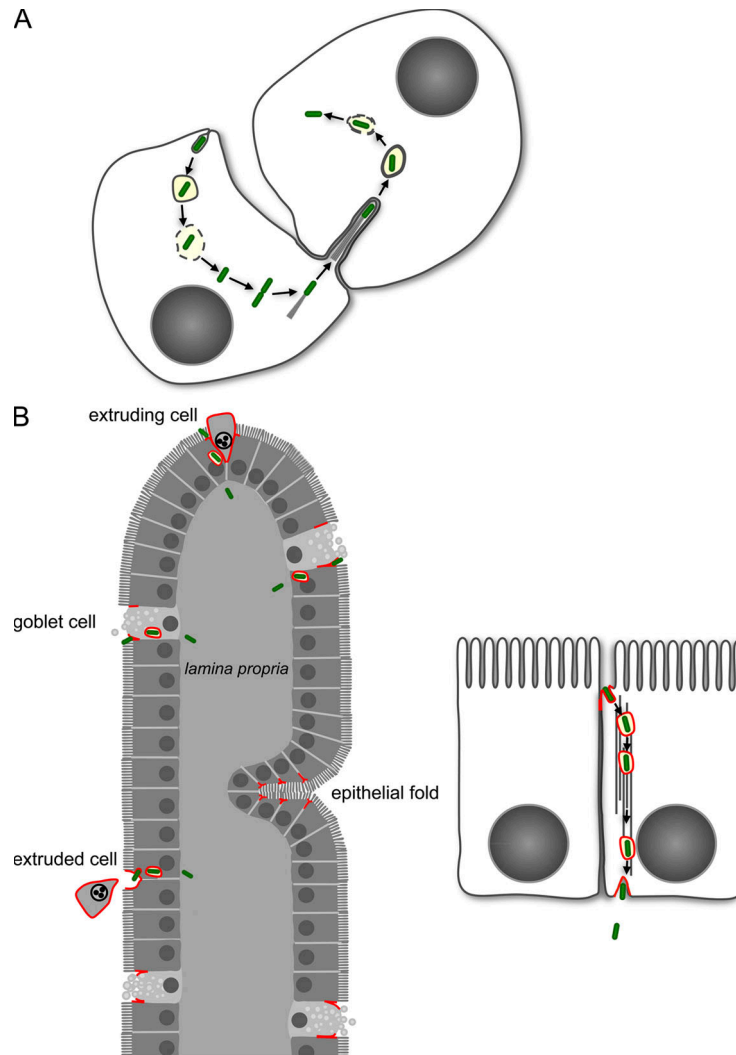 A
B
extruding cell
goblet cell
lamina propria
epithelial fold
extruded cell